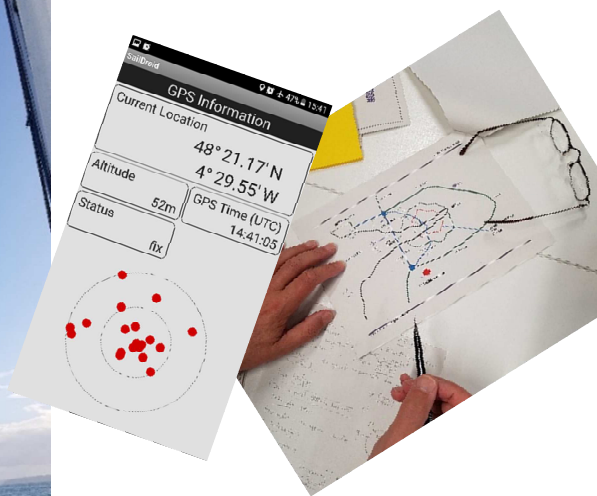 47% 15:41
SailDroid
GPS Information
Current Location
48° 21.17' N
4° 29.55' W
Altitude
52m
GPS Time (UTC)
14:41:05
Status
fix